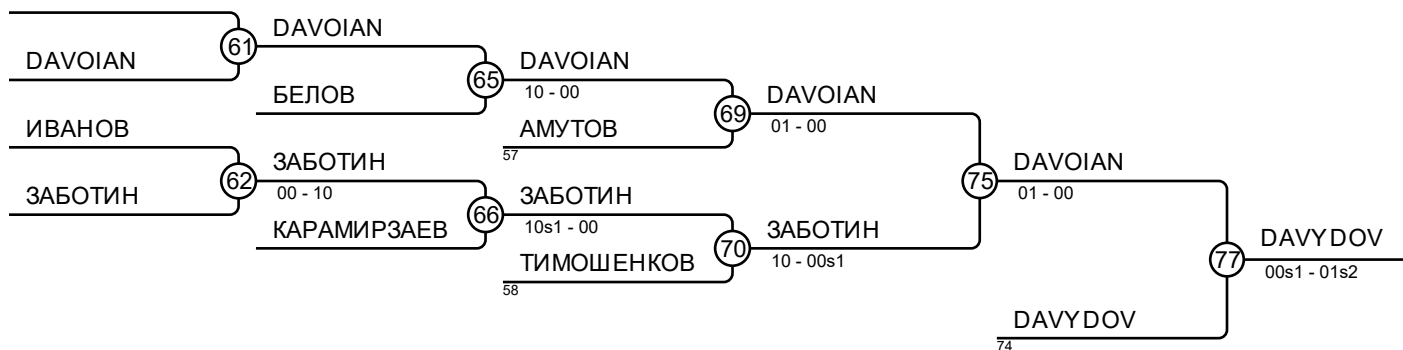 DAVOIAN
61
DAVOIAN
БЕЛОВ
65
DAVOIAN
10 - 00
АМУТОВ
57
69
DAVOIAN
01 - 00
ИВАНОВ
ЗАБОТИН
62
ЗАБОТИН
00 - 10
КАРАМИРЗАЕВ
66
ЗАБОТИН
10s1 - 00
ТИМОШЕНКОВ
58
70
ЗАБОТИН
10 - 00s1
75
DAVOIAN
01 - 00
DAVYDOV
74
77
DAVYDOV
00s1 - 01s2